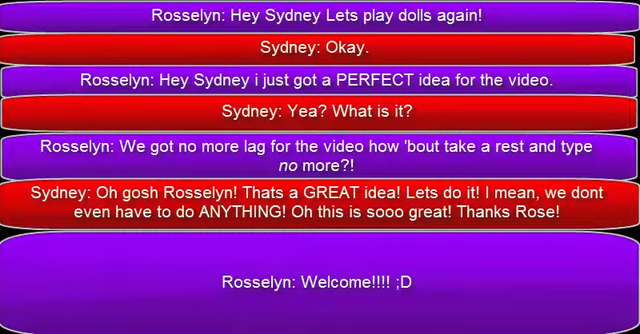 Rosselyn: Hey Sydney Lets play dolls again!
Sydney: Okay.
Rosselyn: Hey Sydney i just got a PERFECT idea for the video.
Sydney: Yea? What is it?
Rosselyn: We got no more lag for the video how 'bout take a rest and type
no more?!
Sydney: Oh gosh Rosselyn! Thats a GREAT idea! Lets do it! I mean, we dont
even have to do ANYTHING! Oh this is sooo great! Thanks Rose!
Rosselyn: Welcome!!!! ;D